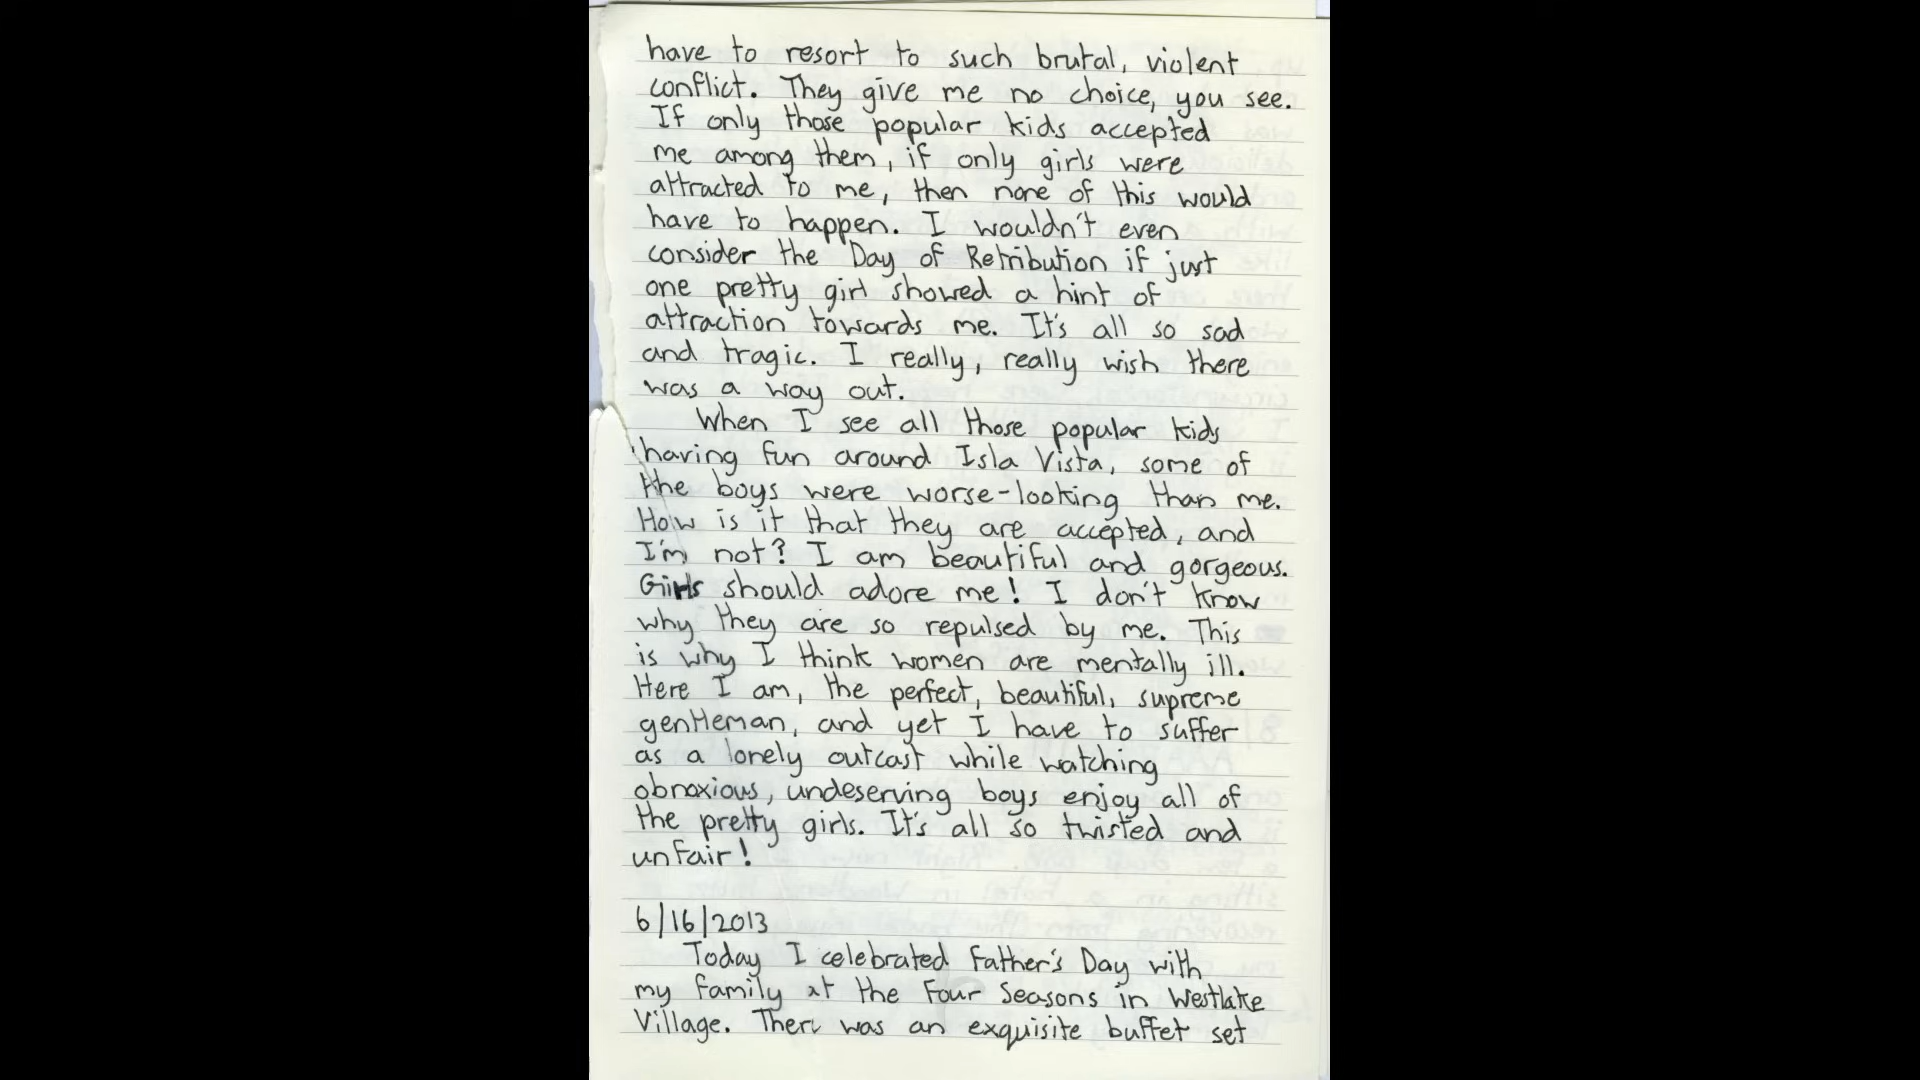 have to resort to such brutal, violent
conflict. They give me no choice, you see.
If only those popular kids accepted
me among them, if only girls were
attracted to me, then none of this would
have to happen. I wouldn't even
consider the Day of Retribution if just
one pretty girl showed a hint of
attraction towards me. It's all so sad
and tragic. I really, really wish there
was a way out.
When I see all those popular kids
having fun around Isla Vista, some of
the boys were worse-looking than me.
How is it that they are accepted, and
I'm not? I am beautiful and gorgeous.
Girls should adore me! I don't know
why they are so repulsed by me. This
is why I think women are mentally ill.
Here I am, the perfect, beautiful, supreme
gentleman, and yet I have to suffer
as a lonely outcast while watching
obnoxious, undeserving boys enjoy all of
the pretty girls. It's all so twisted and
unfair!
6/16/2013
Today I celebrated Father's Day with
my family at the Four Seasons in Westlake
Village. There was an exquisite buffet set